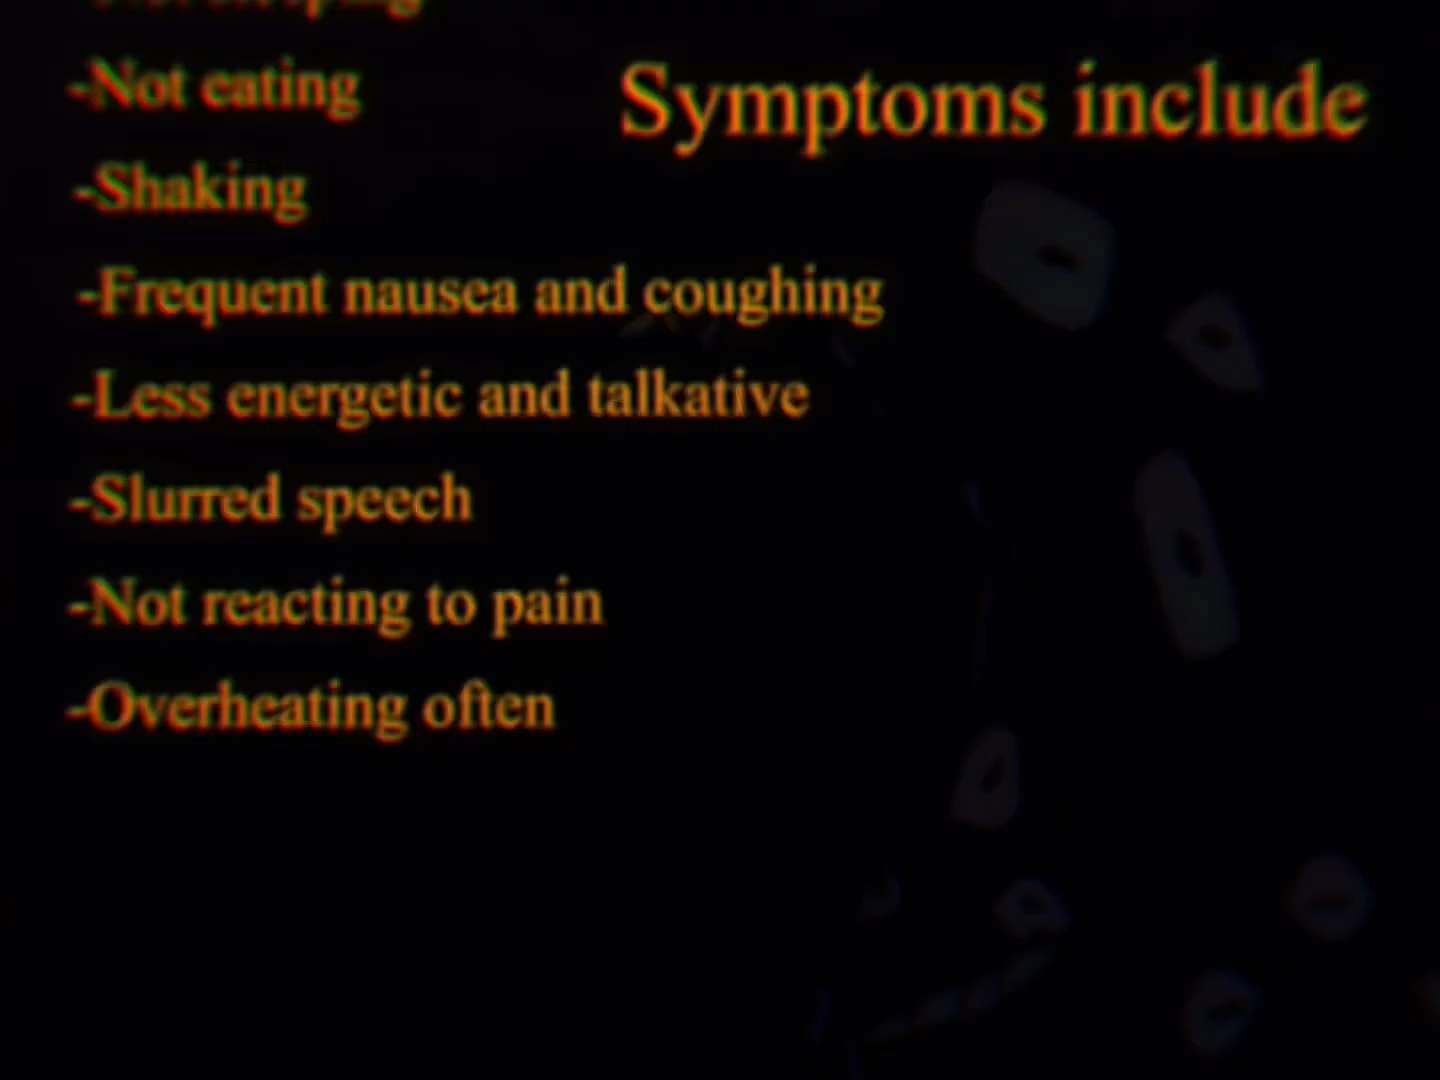 Symptoms include
-Not eating
-Shaking
-Frequent nausea and coughing
-Less energetic and talkative
-Slurred speech
-Not reacting to pain
-Overheating often